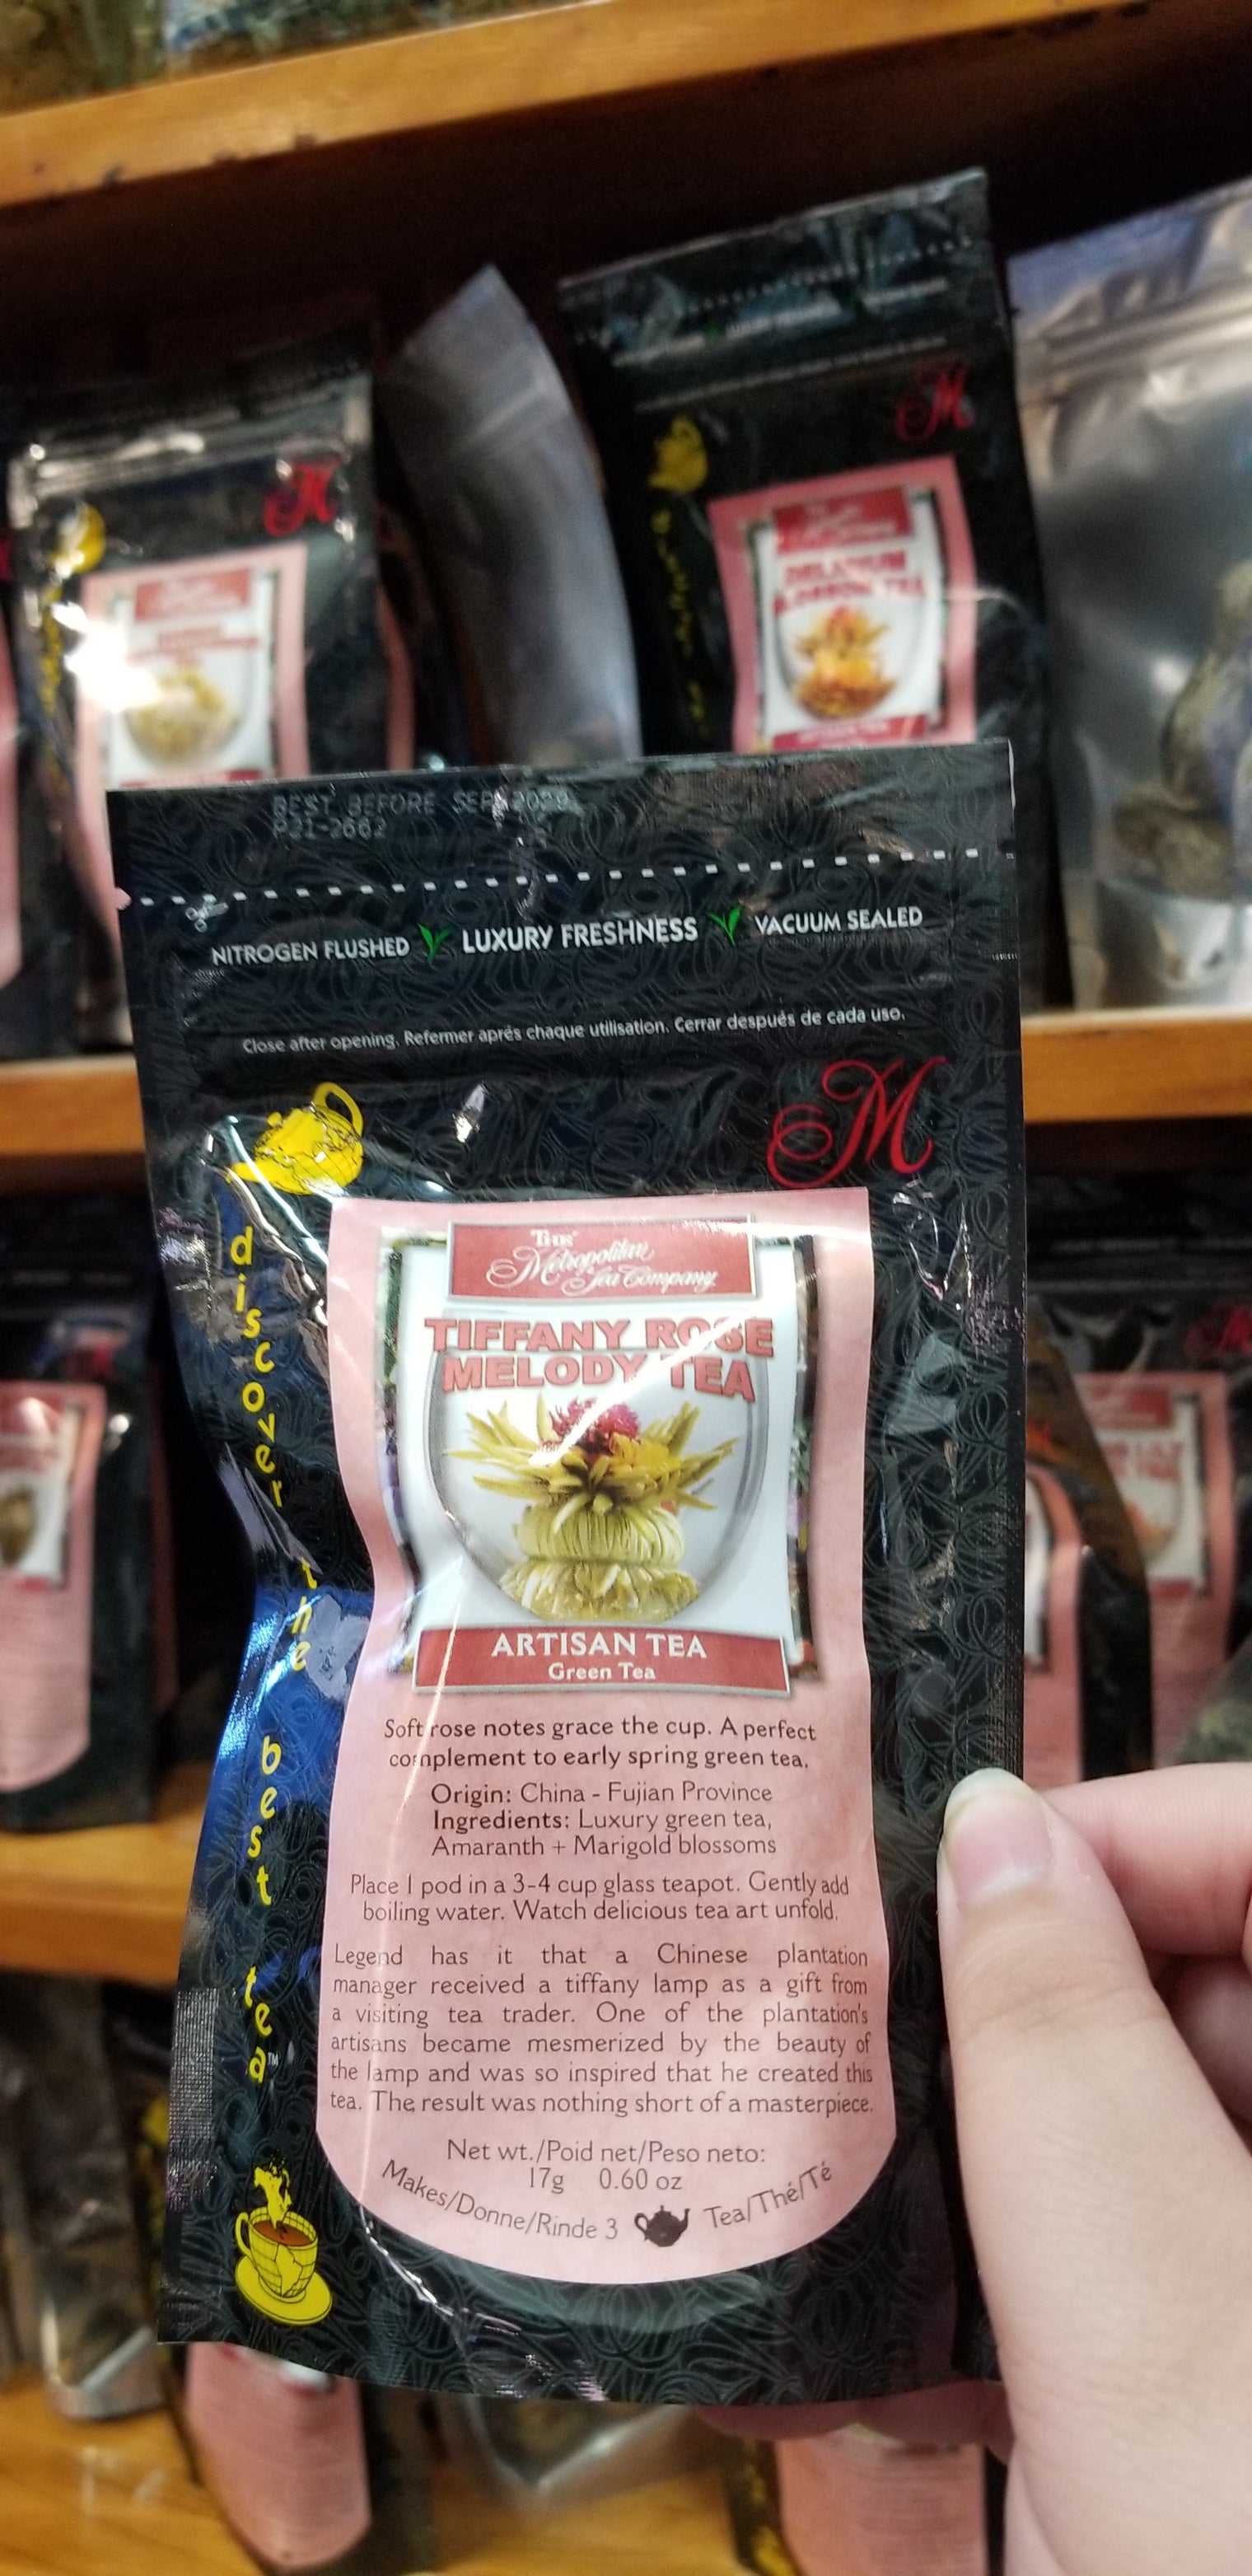 BEST BEFORE SEP
P21-2662
NITROGEN FLUSHED LUXURY FRESHNESS VACUUM SEALED
Close after opening. Refermer aprés chaque utilisation. Cerrar después de cada uso.
M
discover the best tea™
The
Metropolitan
Tea Company
TIFFANY ROSE
MELODY TEA
ARTISAN TEA
Green Tea
Soft rose notes grace the cup. A perfect
complement to early spring green tea.
Origin: China - Fujian Province
Ingredients: Luxury green tea,
Amaranth + Marigold blossoms
Place 1 pod in a 3-4 cup glass teapot. Gently add
boiling water. Watch delicious tea art unfold.
Legend has it that a Chinese plantation
manager received a tiffany lamp as a gift from
a visiting tea trader. One of the plantation's
artisans became mesmerized by the beauty of
the lamp and was so inspired that he created this
tea. The result was nothing short of a masterpiece.
Net wt./Poid net/Peso neto:
17g 0.60 oz
Makes/Donne/Rinde 3 Tea/Thé/Té
M
BLOSSOM TEA
M